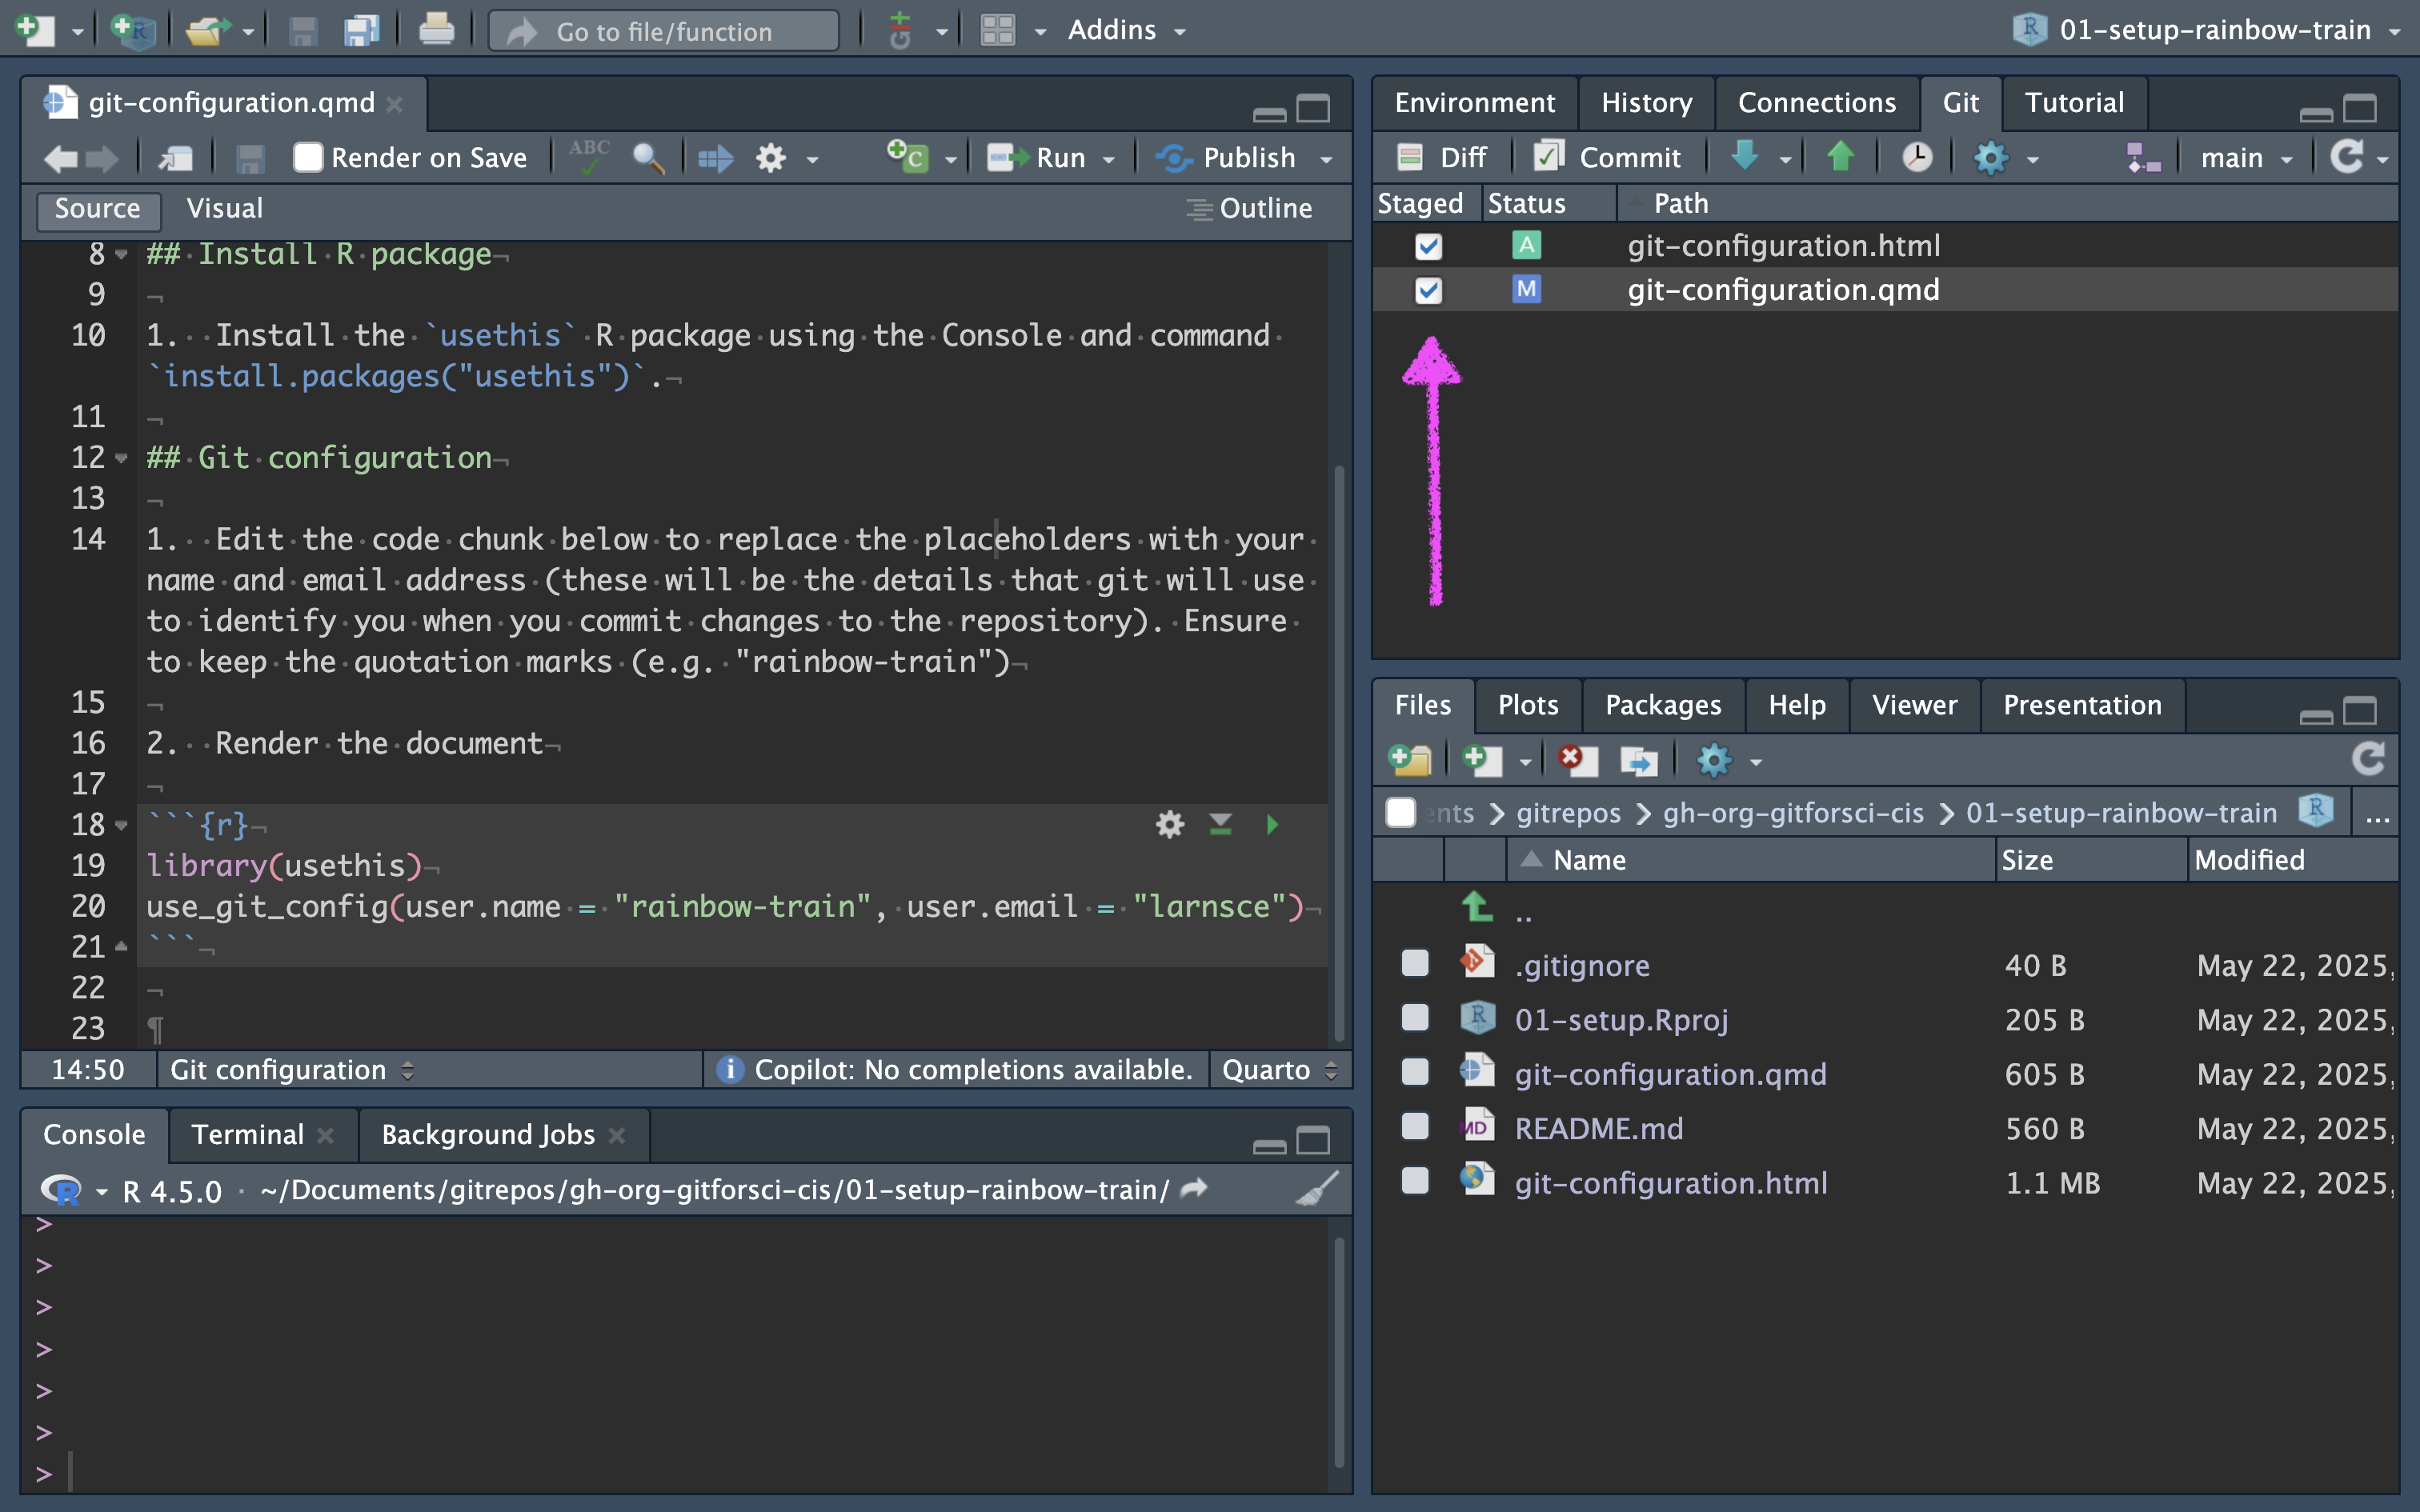 Go to file/function
Addins
01-setup-rainbow-train
git-configuration.qmd
Render on Save
ABC
Run
Publish
Source
Visual
Outline
8 ## Install R package
9
10 1.  Install the `usethis` R package using the Console and command
`install.packages("usethis")`.
11
12 ## Git configuration
13
14 1.  Edit the code chunk below to replace the placeholders with your
name and email address (these will be the details that git will use
to identify you when you commit changes to the repository). Ensure
to keep the quotation marks (e.g. "rainbow-train")
15
16 2.  Render the document
17
18 ```{r}
19 library(usethis)
20 use_git_config(user.name = "rainbow-train", user.email = "larnsce")
21 ```
22
23
14:50
Git configuration
Copilot: No completions available.
Quarto
Console
Terminal
Background Jobs
R 4.5.0 · ~/Documents/gitrepos/gh-org-gitforsci-cis/01-setup-rainbow-train/
>
>
>
>
>
>
>
Environment
History
Connections
Git
Tutorial
Diff
Commit
main
Staged
Status
Path
A git-configuration.html
M git-configuration.qmd
Files
Plots
Packages
Help
Viewer
Presentation
ents > gitrepos > gh-org-gitforsci-cis > 01-setup-rainbow-train ...
Name
Size
Modified
..
.gitignore 40 B May 22, 2025,
01-setup.Rproj 205 B May 22, 2025,
git-configuration.qmd 605 B May 22, 2025,
README.md 560 B May 22, 2025,
git-configuration.html 1.1 MB May 22, 2025,